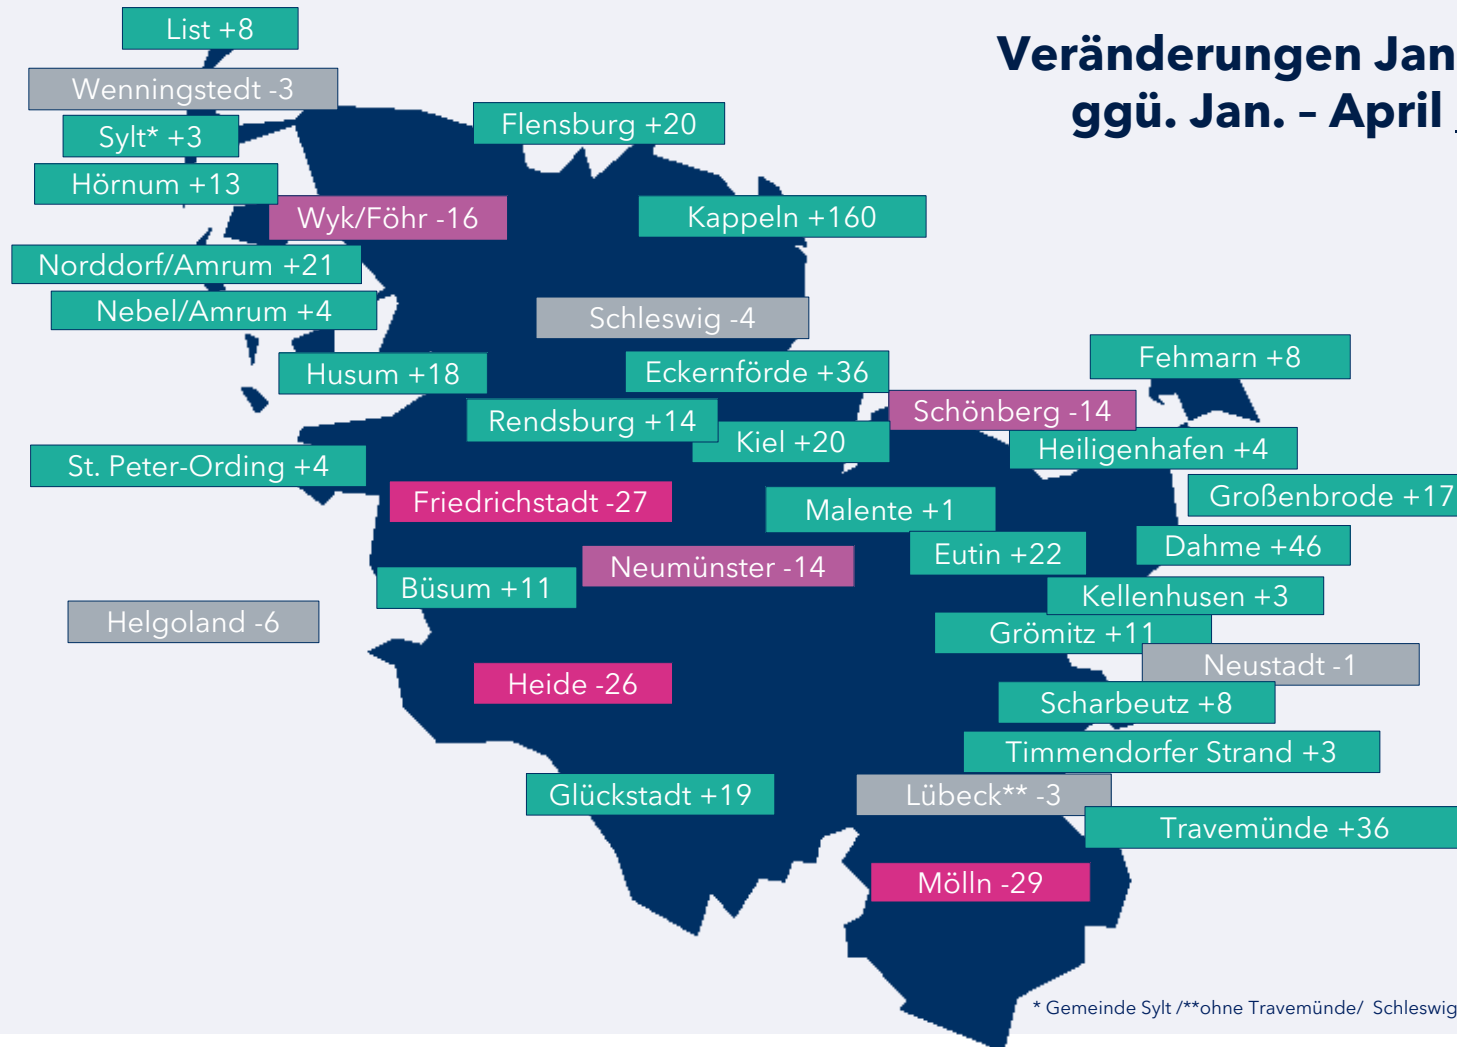 Veränderungen Jan
ggü. Jan. – April
List +8
Wenningstedt -3
Sylt* +3
Hörnum +13
Flensburg +20
Wyk/Föhr -16
Kappeln +160
Norddorf/Amrum +21
Nebel/Amrum +4
Schleswig -4
Husum +18
Eckernförde +36
Fehmarn +8
Rendsburg +14
Kiel +20
Schönberg -14
Heiligenhafen +4
St. Peter-Ording +4
Friedrichstadt -27
Malente +1
Großenbrode +17
Neumünster -14
Eutin +22
Dahme +46
Büsum +11
Kellenhusen +3
Helgoland -6
Grömitz +11
Neustadt -1
Heide -26
Scharbeutz +8
Timmendorfer Strand +3
Glückstadt +19
Lübeck** -3
Travemünde +36
Mölln -29
* Gemeinde Sylt /**ohne Travemünde/ Schleswig